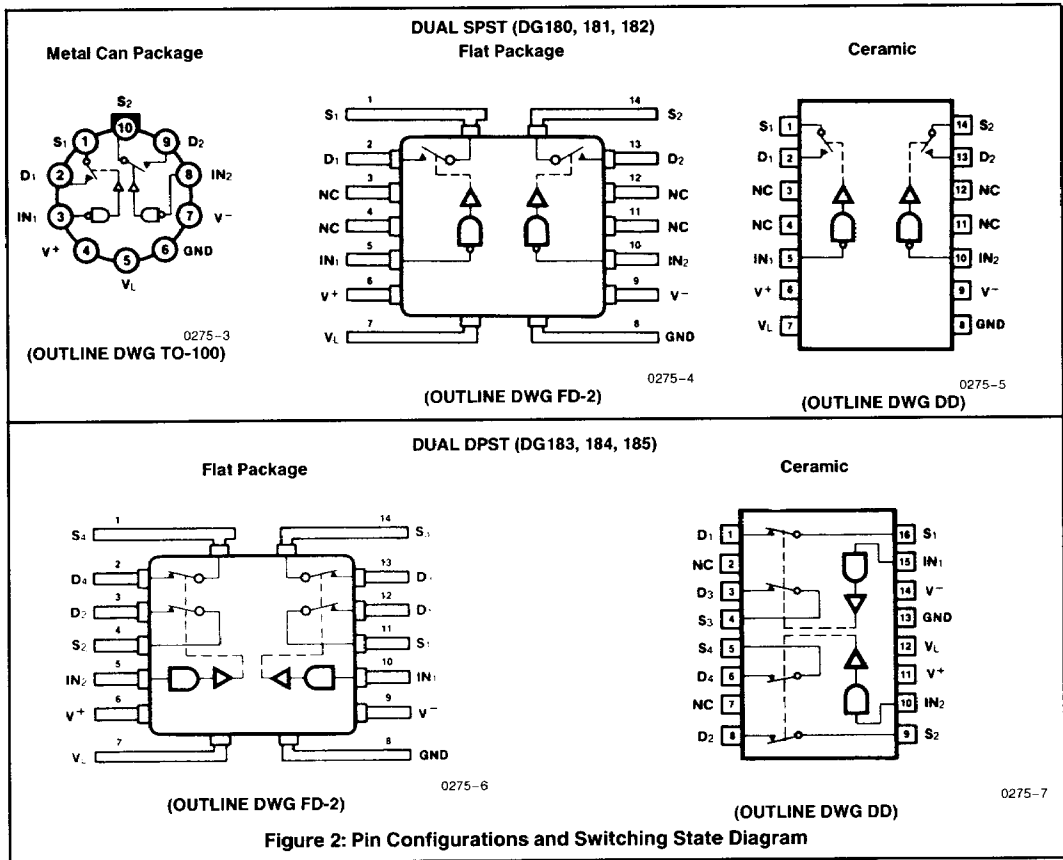 DUAL SPST (DG180, 181, 182)
Metal Can Package
Flat Package
Ceramic
S2
10
S1
1
9
D2
D1
2
8
IN2
IN1
3
7
V−
V+
4
5
6
GND
VL
0275–3
(OUTLINE DWG TO-100)
1
14
S1
S2
2
13
D1
D2
3
12
NC
NC
4
11
NC
NC
5
10
IN1
IN2
6
9
V+
V−
7
8
VL
GND
0275–4
(OUTLINE DWG FD-2)
S1 1
14 S2
D1 2
13 D2
NC 3
12 NC
NC 4
11 NC
IN1 5
10 IN2
V+ 6
9 V−
VL 7
8 GND
0275–5
(OUTLINE DWG DD)
DUAL DPST (DG183, 184, 185)
Flat Package
Ceramic
1
14
S4
2
13
D4
3
12
4
11
S2
5
10
IN2
IN1
6
9
V+
V−
7
8
GND
0275–6
(OUTLINE DWG FD-2)
D1 1
16 S1
NC 2
15 IN1
D3 3
14 V−
S3 4
13 GND
S4 5
12 VL
D4 6
11 V+
NC 7
10 IN2
D2 8
9 S2
0275–7
(OUTLINE DWG DD)
Figure 2: Pin Configurations and Switching State Diagram